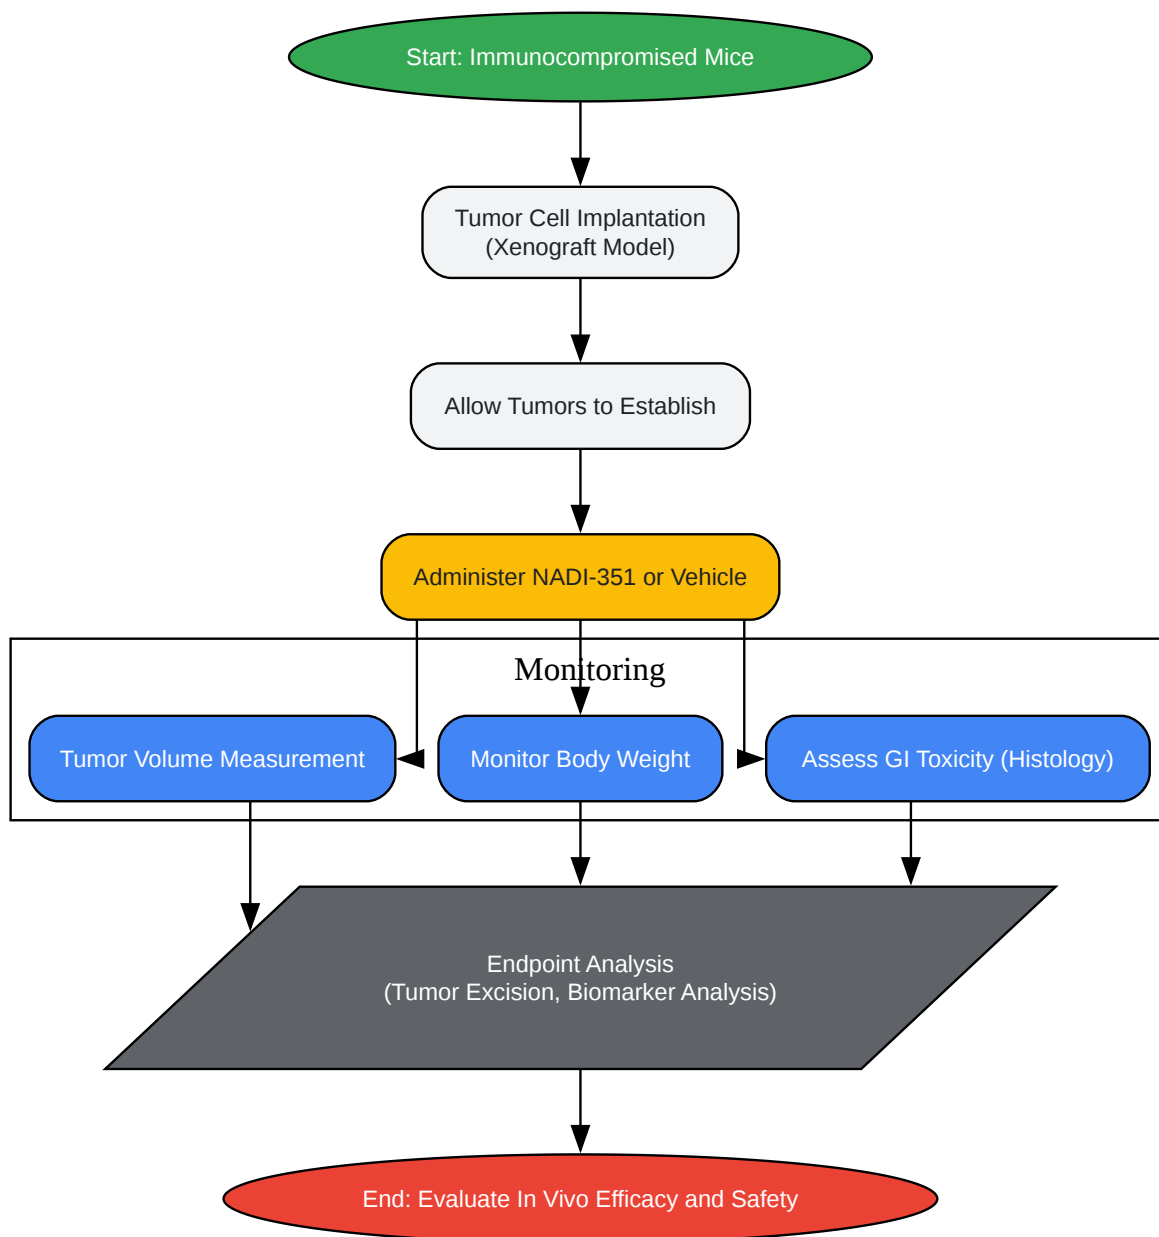 Start: Immunocompromised Mice
Tumor Cell Implantation
(Xenograft Model)
Allow Tumors to Establish
Administer NADI-351 or Vehicle
Monitoring
Tumor Volume Measurement
Monitor Body Weight
Assess GI Toxicity (Histology)
Endpoint Analysis
(Tumor Excision, Biomarker Analysis)
End: Evaluate In Vivo Efficacy and Safety